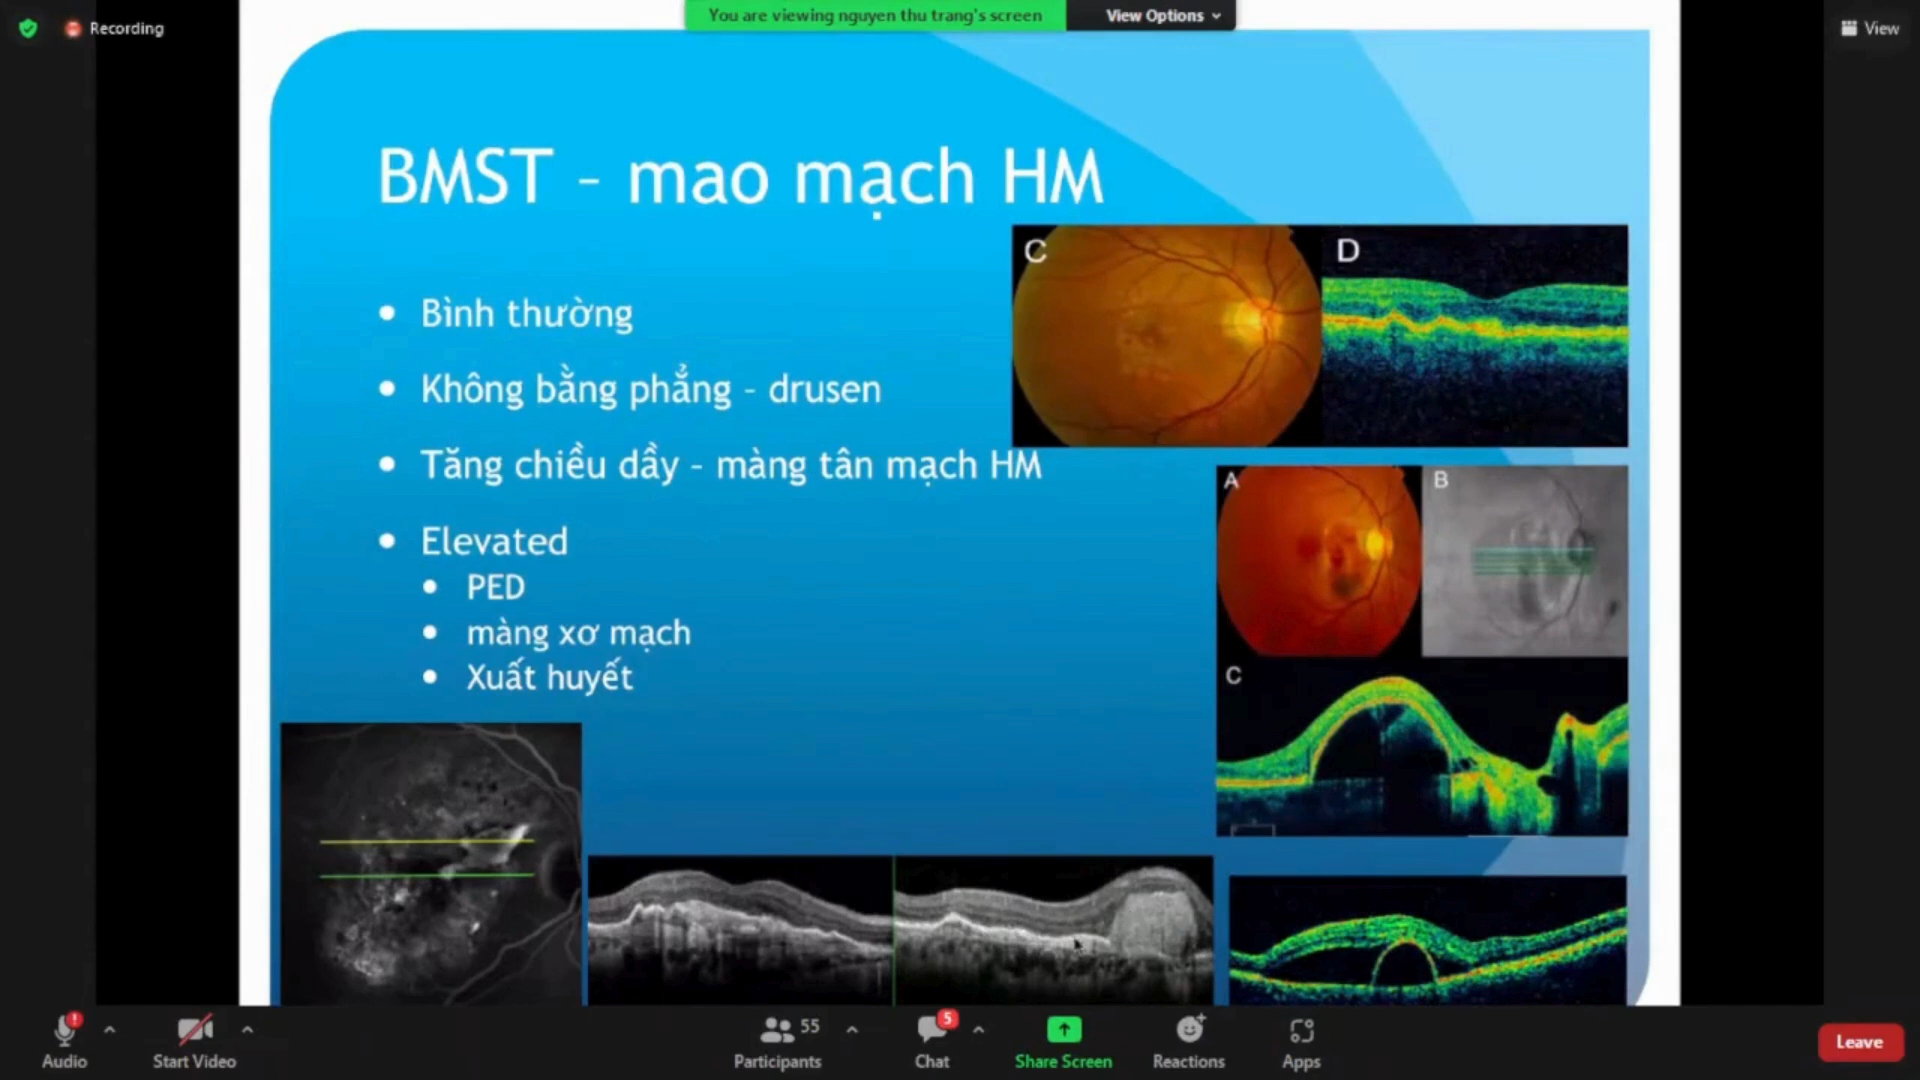 You are viewing nguyen thu trang's screen
View Options
Recording
View
BMST – mao mạch HM
Bình thường
Không bằng phẳng – drusen
Tăng chiều dầy – màng tân mạch HM
Elevated
PED
màng xơ mạch
Xuất huyết
C
D
A
B
C
Audio
Start Video
55
Participants
5
Chat
Share Screen
Reactions
Apps
Leave